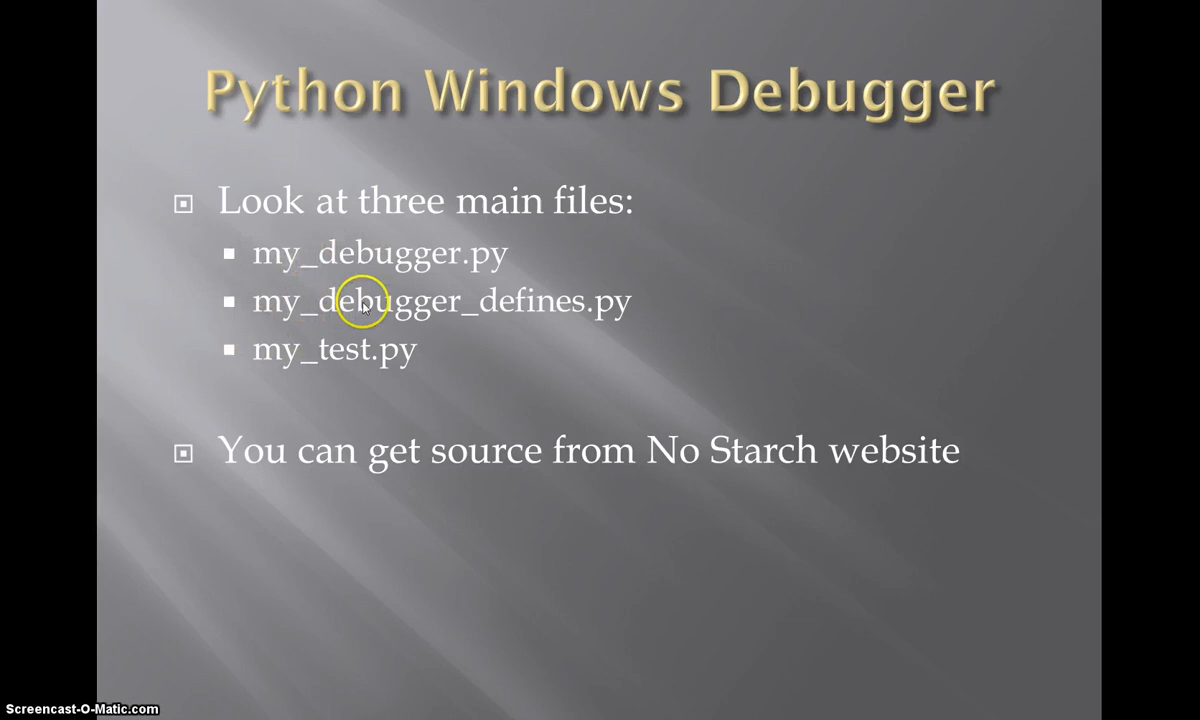 Python Windows Debugger
Look at three main files:
my_debugger.py
my_debugger_defines.py
my_test.py
You can get source from No Starch website
Screencast-O-Matic.com